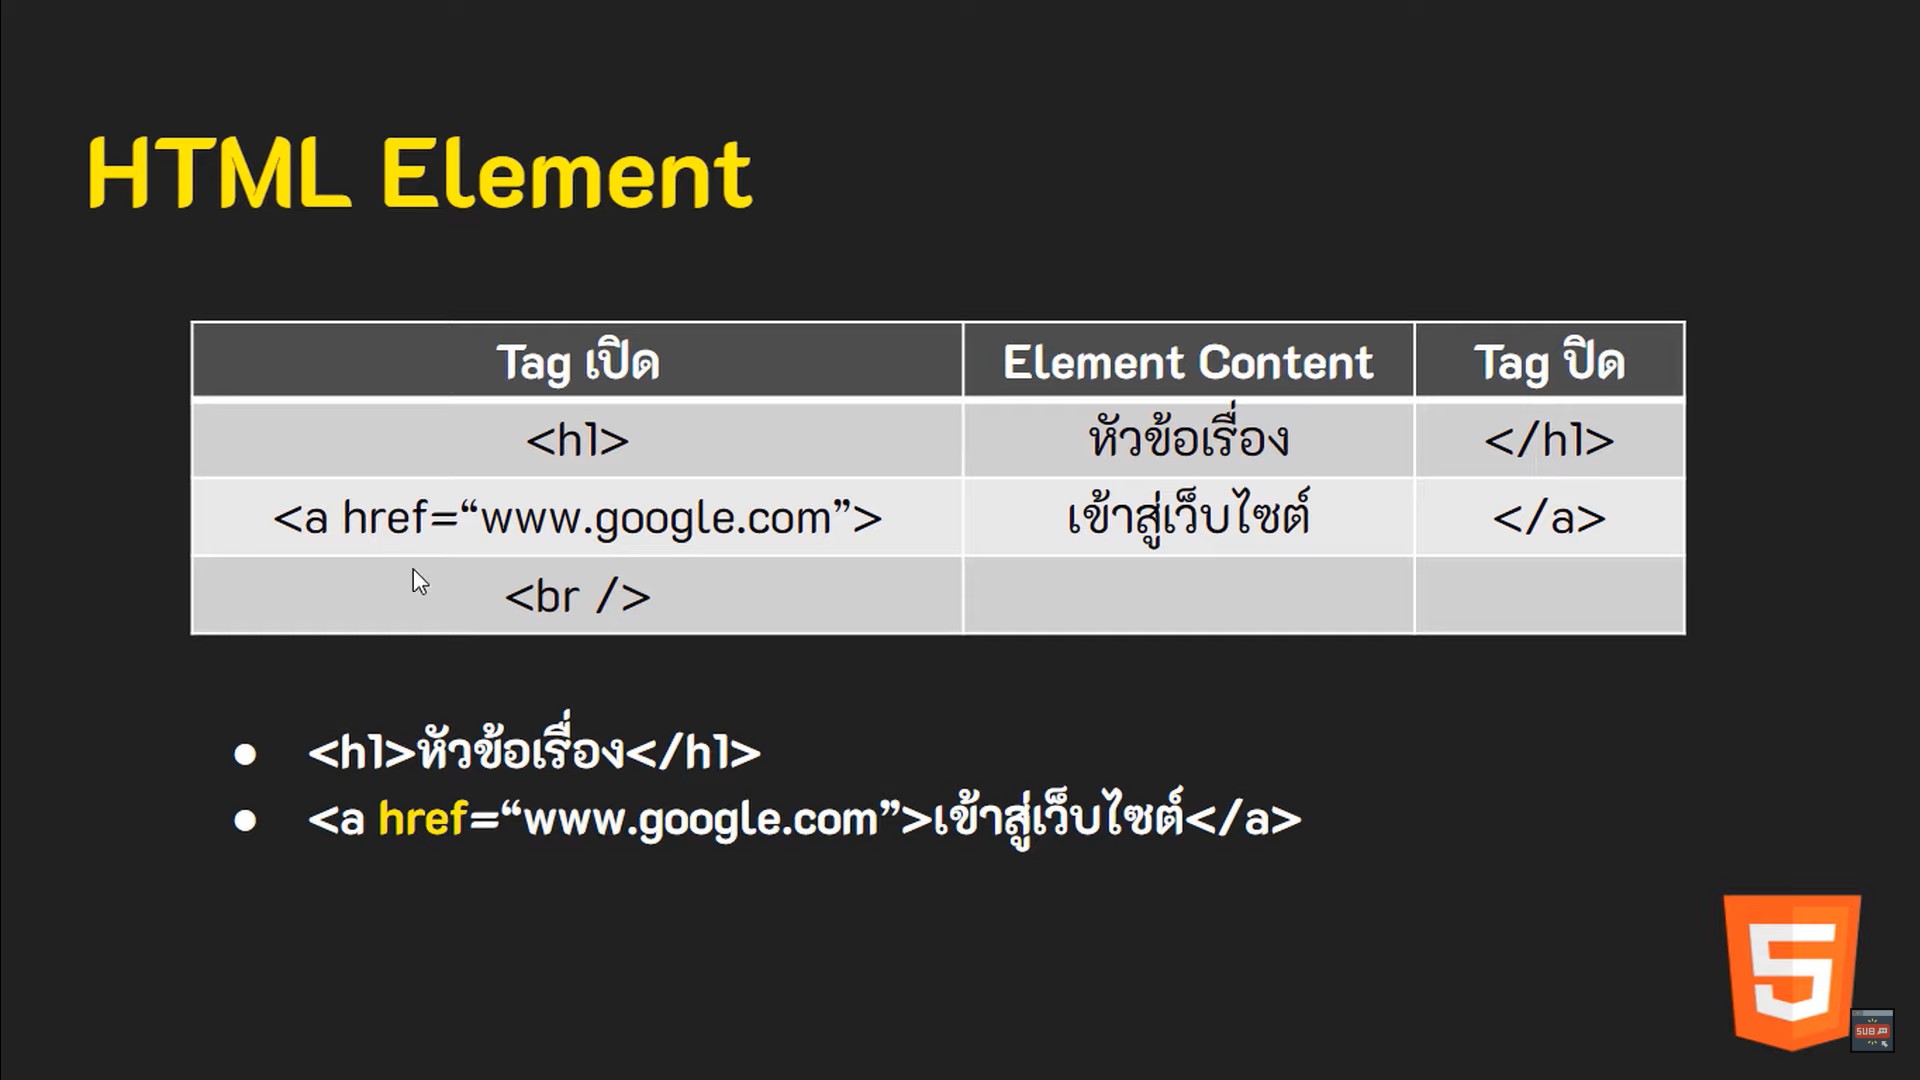 HTML Element
Tag เปิด Element Content Tag ปิด
<h1> หัวข้อเรื่อง </h1>
<a href=“www.google.com”> เข้าสู่เว็บไซต์ </a>
<br />
● <h1>หัวข้อเรื่อง</h1>
● <a href=“www.google.com”>เข้าสู่เว็บไซต์</a>
5
SUB